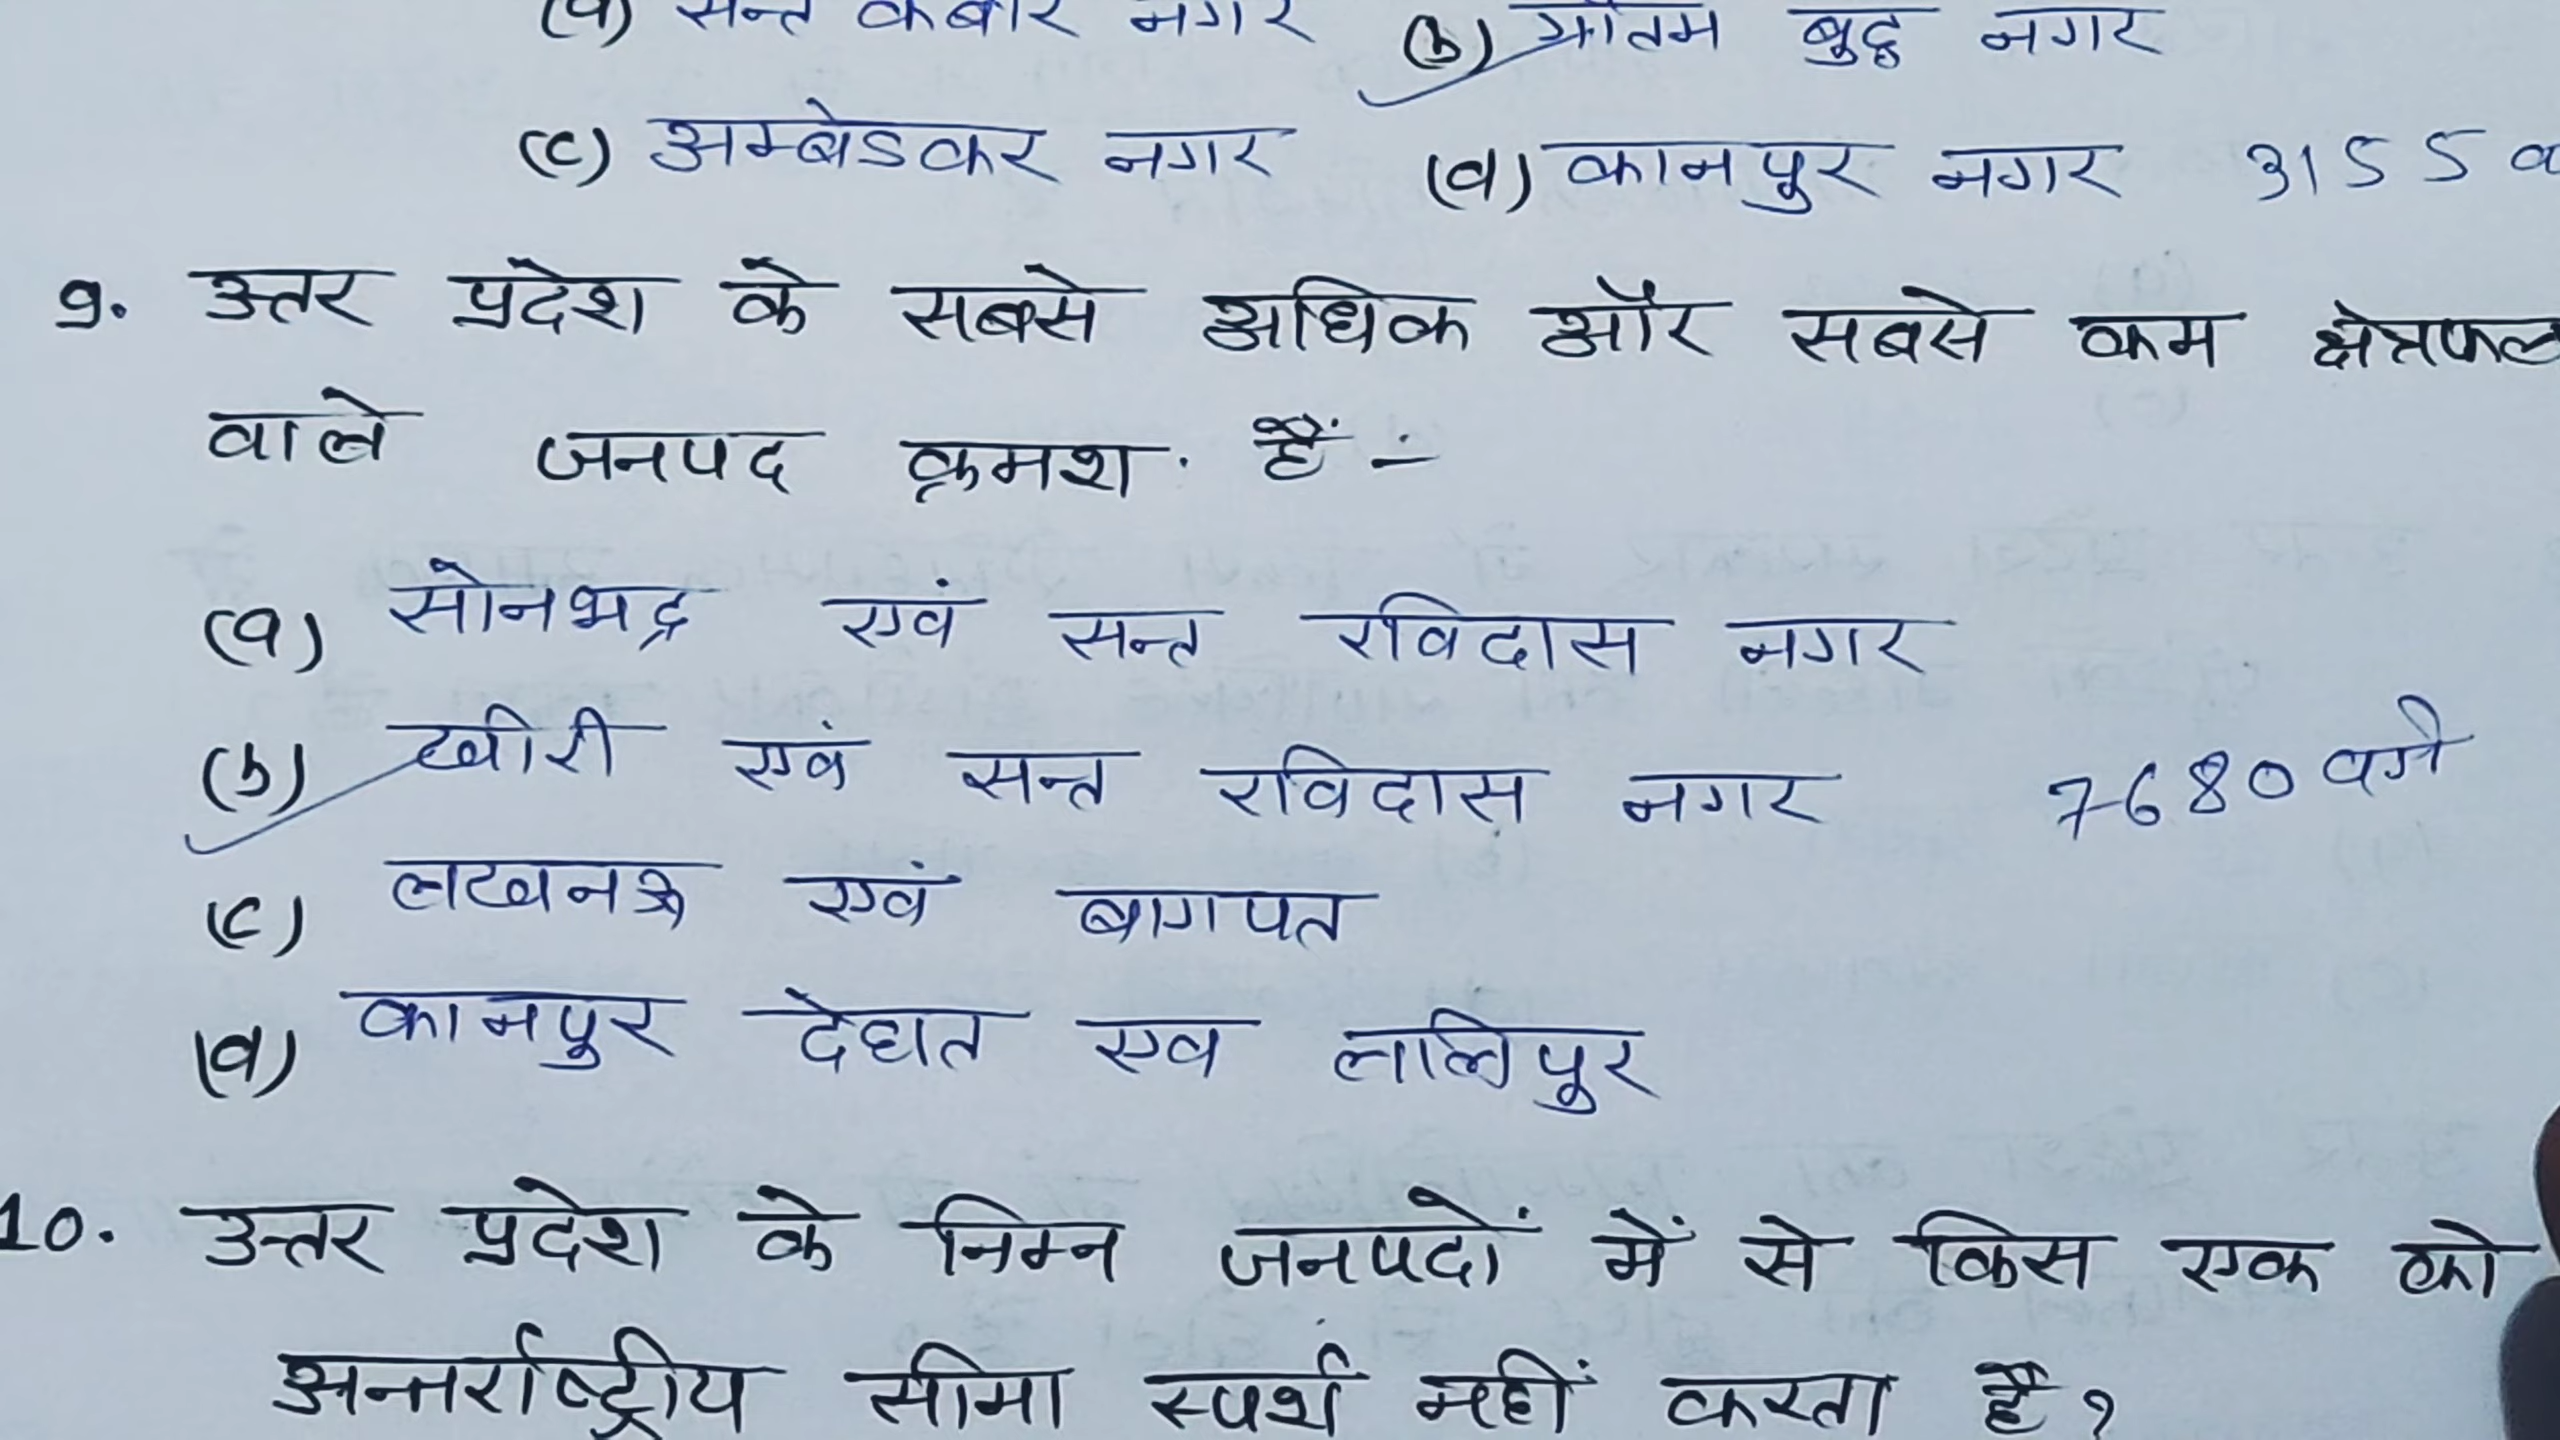 (a) सन्त कबीर नगर (b) गौतम बुद्ध नगर
(c) अम्बेडकर नगर (d) कानपुर नगर 3155 व
9. उत्तर प्रदेश के सबसे अधिक और सबसे कम क्षेत्रफल
वाले जनपद क्रमश. हैं :-
(a) सोनभद्र एवं सन्त रविदास नगर
(b) खीरी एवं सन्त रविदास नगर 7680 वर्ग
(c) लखनऊ एवं बागपत
(d) कानपुर देहात एव ललिपुर
10. उत्तर प्रदेश के निम्न जनपदों में से किस एक को
अन्तर्राष्ट्रीय सीमा स्पर्श नहीं करता है?